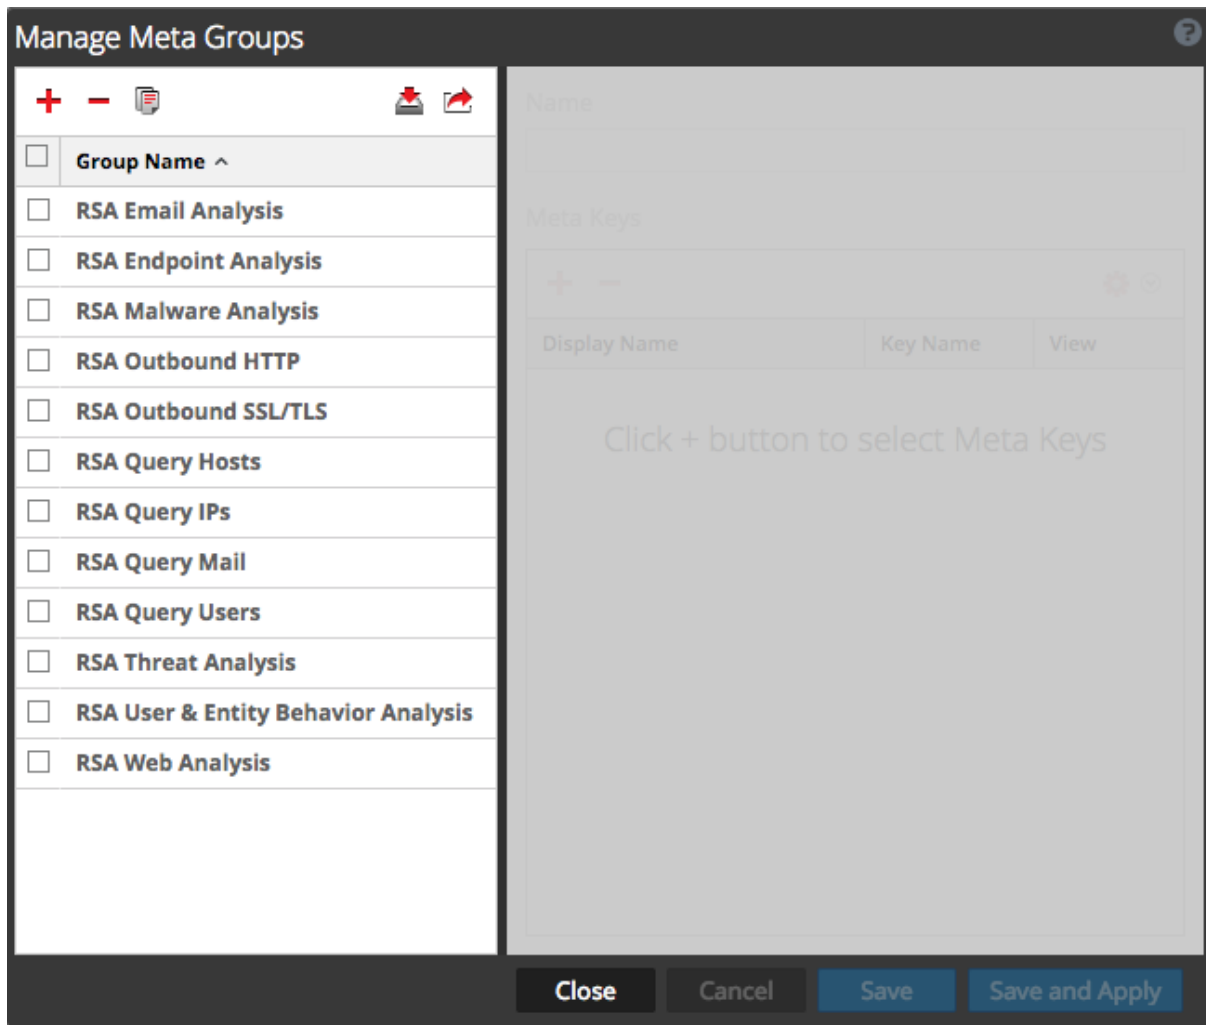 Manage Meta Groups
Group Name
RSA Email Analysis
RSA Endpoint Analysis
RSA Malware Analysis
RSA Outbound HTTP
RSA Outbound SSL/TLS
RSA Query Hosts
RSA Query IPs
RSA Query Mail
RSA Query Users
RSA Threat Analysis
RSA User & Entity Behavior Analysis
RSA Web Analysis
Name
Meta Keys
Display Name Key Name View
Click + button to select Meta Keys
Close Cancel Save Save and Apply